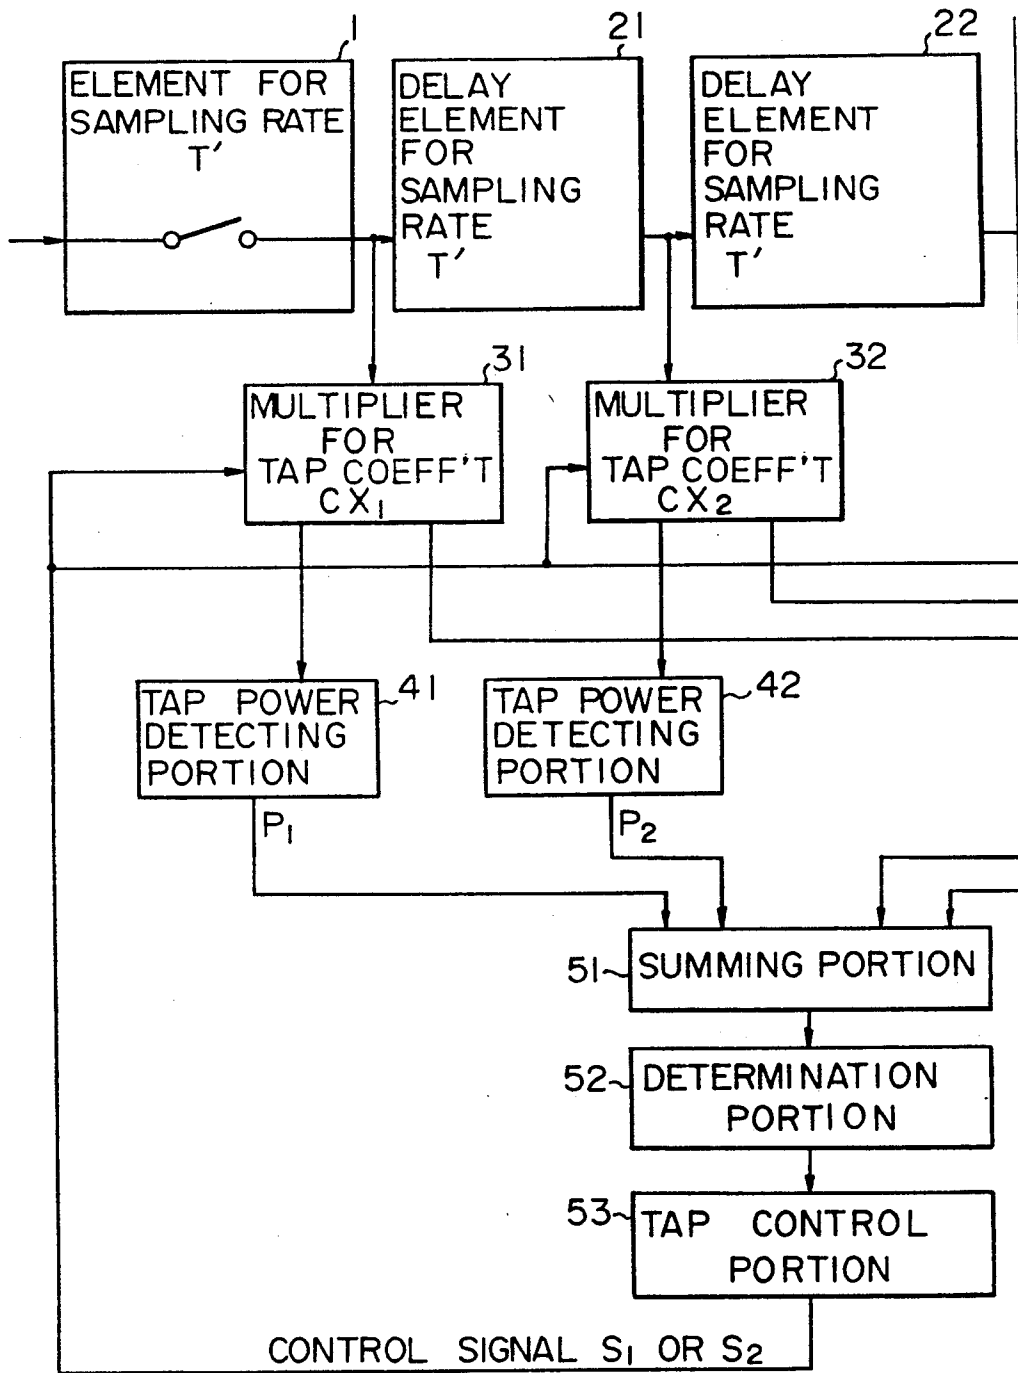 1
ELEMENT FOR
SAMPLING RATE
T'
21
DELAY
ELEMENT
FOR
SAMPLING
RATE
T'
22
DELAY
ELEMENT
FOR
SAMPLING
RATE
T'
31
MULTIPLIER
FOR
TAP COEFF'T
CX₁
32
MULTIPLIER
FOR
TAP COEFF'T
CX₂
41
TAP POWER
DETECTING
PORTION
42
TAP POWER
DETECTING
PORTION
P₁
P₂
51
SUMMING PORTION
52
DETERMINATION
PORTION
53
TAP CONTROL
PORTION
CONTROL SIGNAL S₁ OR S₂